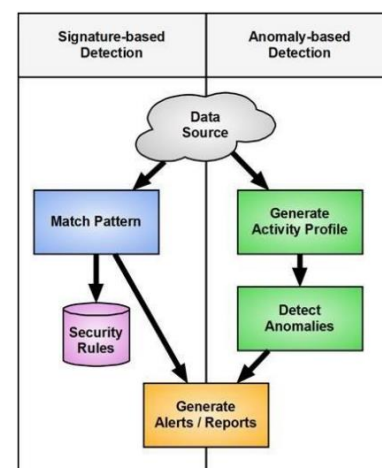 Signature-based
Detection
Anomaly-based
Detection
Data
Source
Match Pattern
Generate
Activity Profile
Security
Rules
Detect
Anomalies
Generate
Alerts / Reports